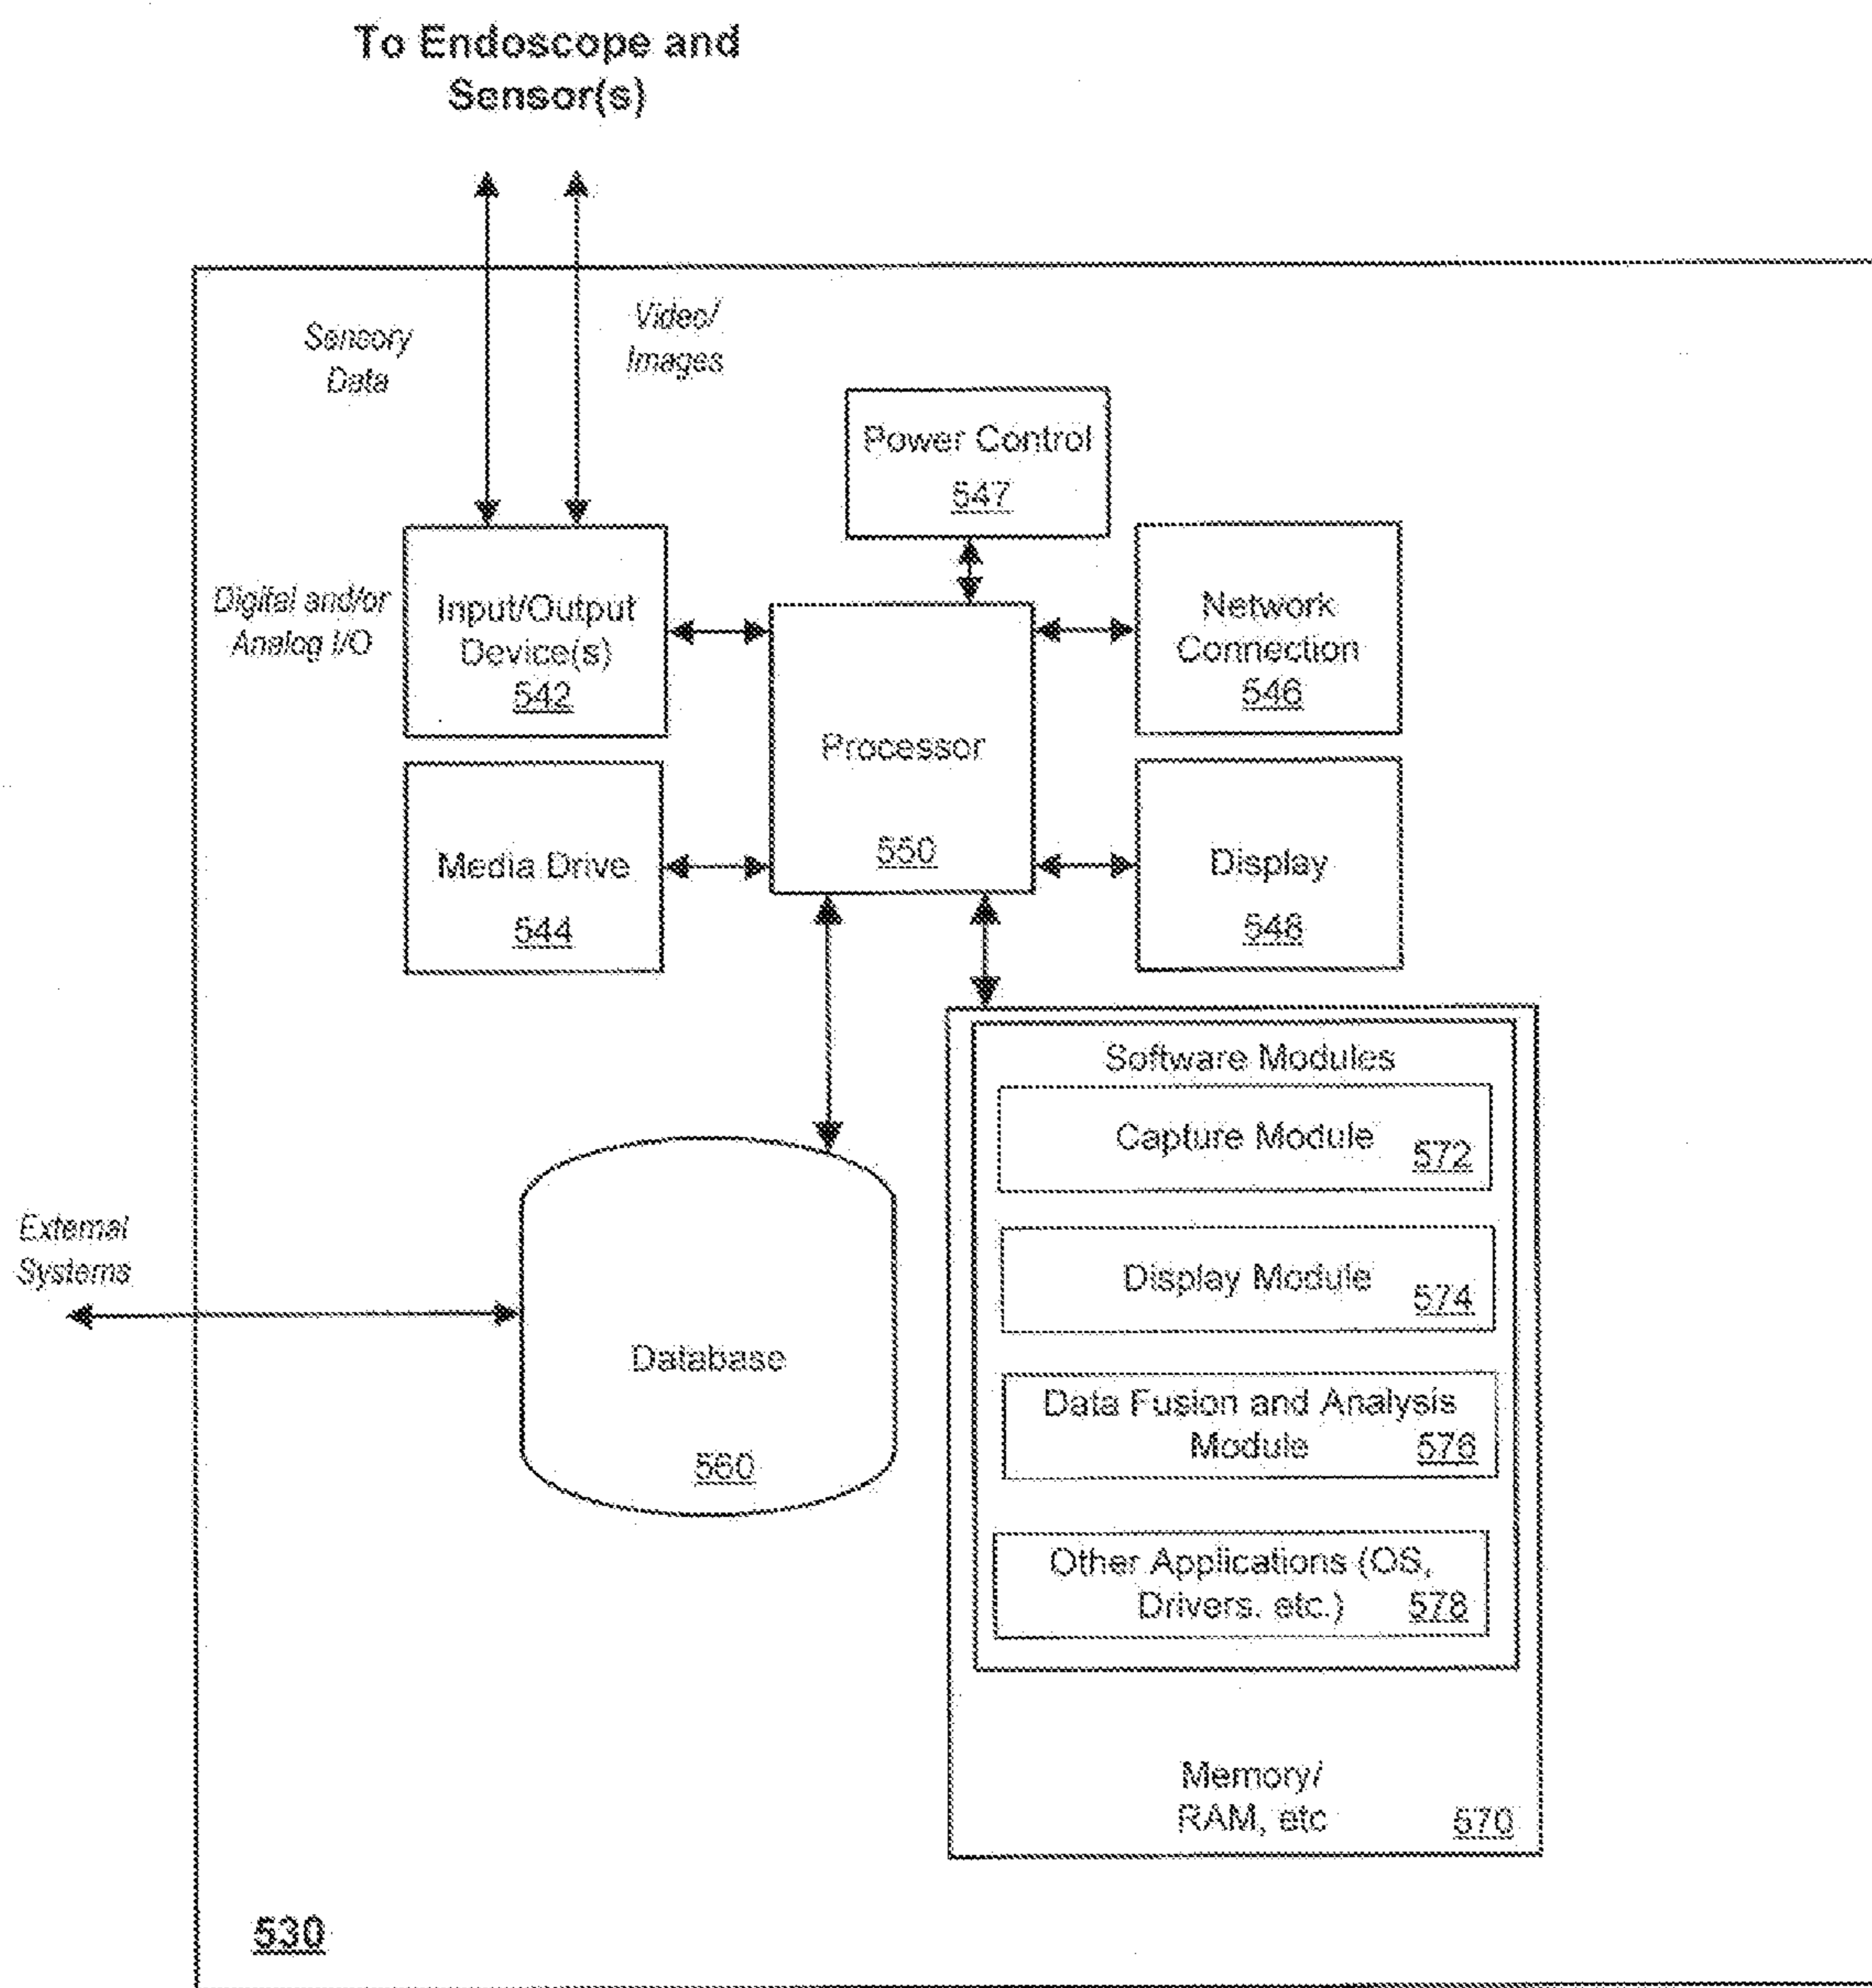 To Endoscope and
Sensor(s)
Sensory
Data
Video/
Images
Power Control
547
Digital and/or
Analog I/O
Input/Output
Device(s)
542
Network
Connection
546
Processor
550
Media Drive
544
Display
548
Software Modules
Capture Module
572
Display Module
574
Data Fusion and Analysis
Module
576
Other Applications (OS,
Drivers. etc.)
578
External
Systems
Database
560
Memory/
RAM, etc
570
530